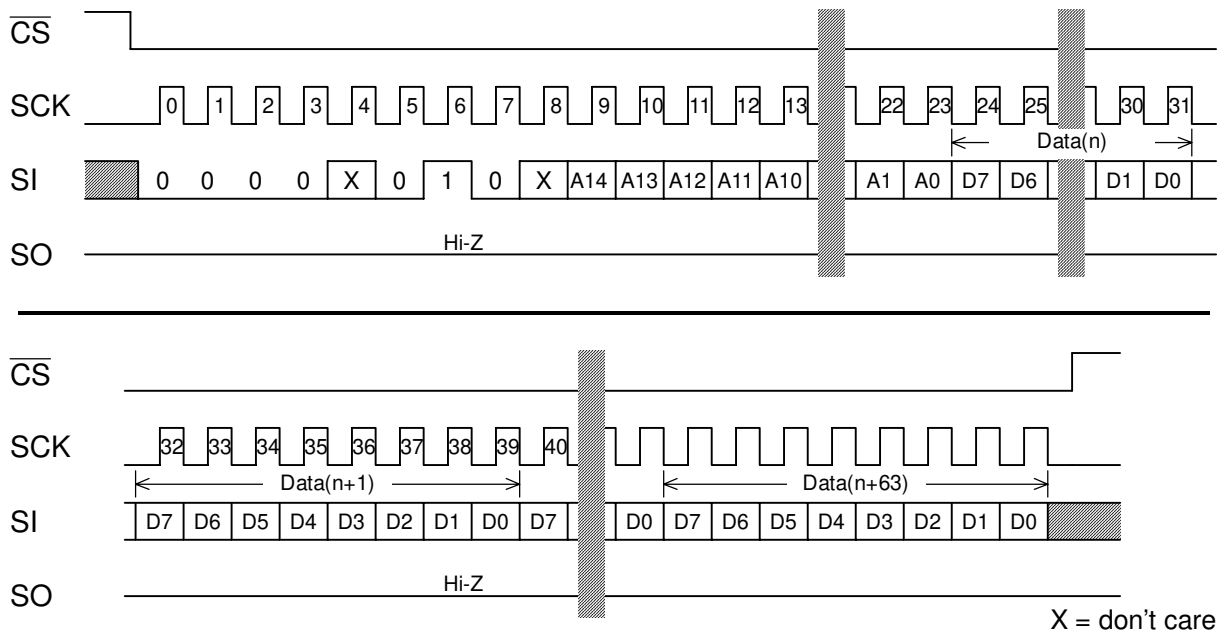 CS
SCK 0 1 2 3 4 5 6 7 8 9 10 11 12 13 22 23 24 25 30 31
Data(n)
SI 0 0 0 0 X 0 1 0 X A14 A13 A12 A11 A10 A1 A0 D7 D6 D1 D0
Hi-Z
SO
CS
SCK 32 33 34 35 36 37 38 39 40
Data(n+1) Data(n+63)
SI D7 D6 D5 D4 D3 D2 D1 D0 D7 D0 D7 D6 D5 D4 D3 D2 D1 D0
Hi-Z
SO
X = don't care